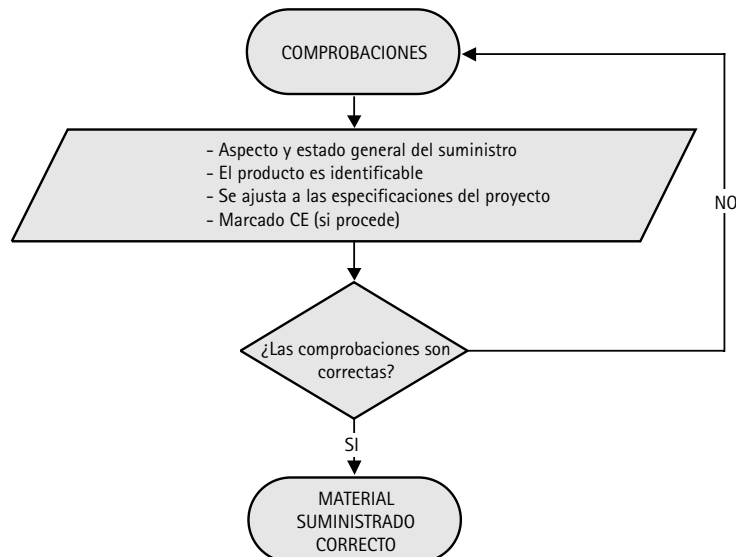 COMPROBACIONES
- Aspecto y estado general del suministro
- El producto es identificable
- Se ajusta a las especificaciones del proyecto
- Marcado CE (si procede)
NO
¿Las comprobaciones son
correctas?
SI
MATERIAL
SUMINISTRADO
CORRECTO